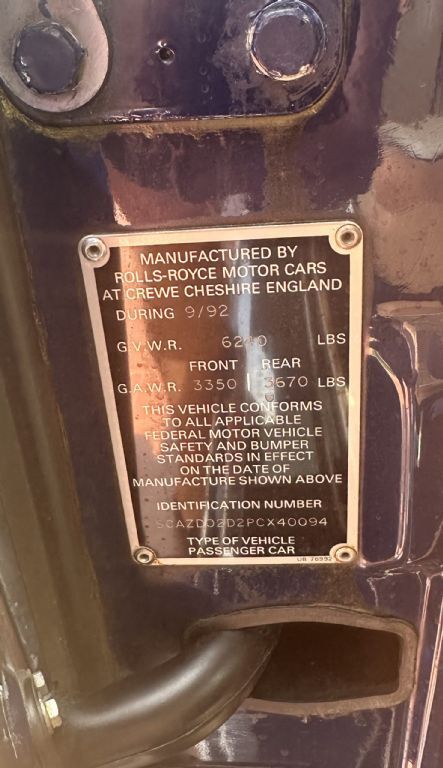 MANUFACTURED BY
ROLLS-ROYCE MOTOR CARS
AT CREWE CHESHIRE ENGLAND
DURING 9/92
G.V.W.R. 6240 LBS
FRONT REAR
G.A.W.R. 3350 3670 LBS
THIS VEHICLE CONFORMS
TO ALL APPLICABLE
FEDERAL MOTOR VEHICLE
SAFETY AND BUMPER
STANDARDS IN EFFECT
ON THE DATE OF
MANUFACTURE SHOWN ABOVE
IDENTIFICATION NUMBER
SCAZD02D2PCX40094
TYPE OF VEHICLE
PASSENGER CAR